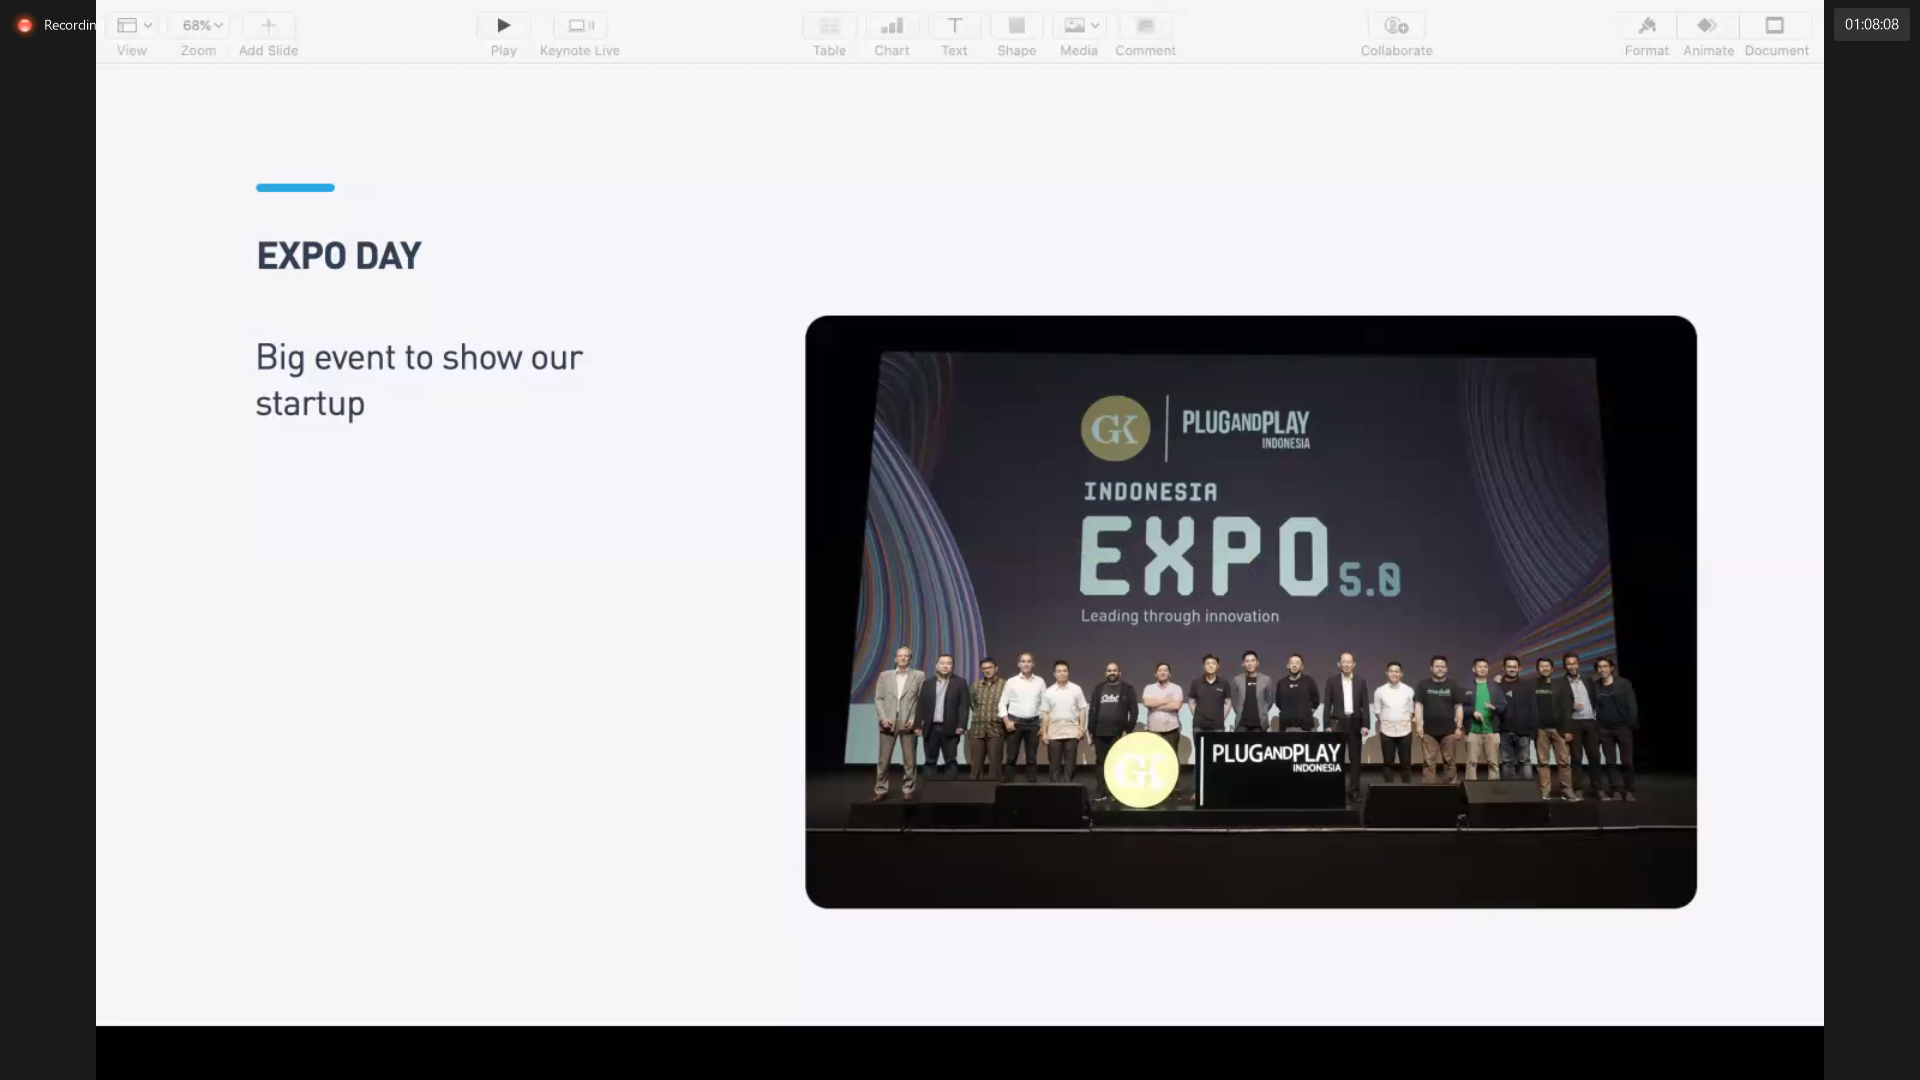 Recordin
01:08:08
68%
View
Zoom
Add Slide
Play
Keynote Live
Table
Chart
Text
Shape
Media
Comment
Collaborate
Format
Animate
Document
EXPO DAY
Big event to show our
startup
GK
PLUGANDPLAY
INDONESIA
INDONESIA
EXPO 5.0
Leading through innovation
GK
PLUGANDPLAY
INDONESIA